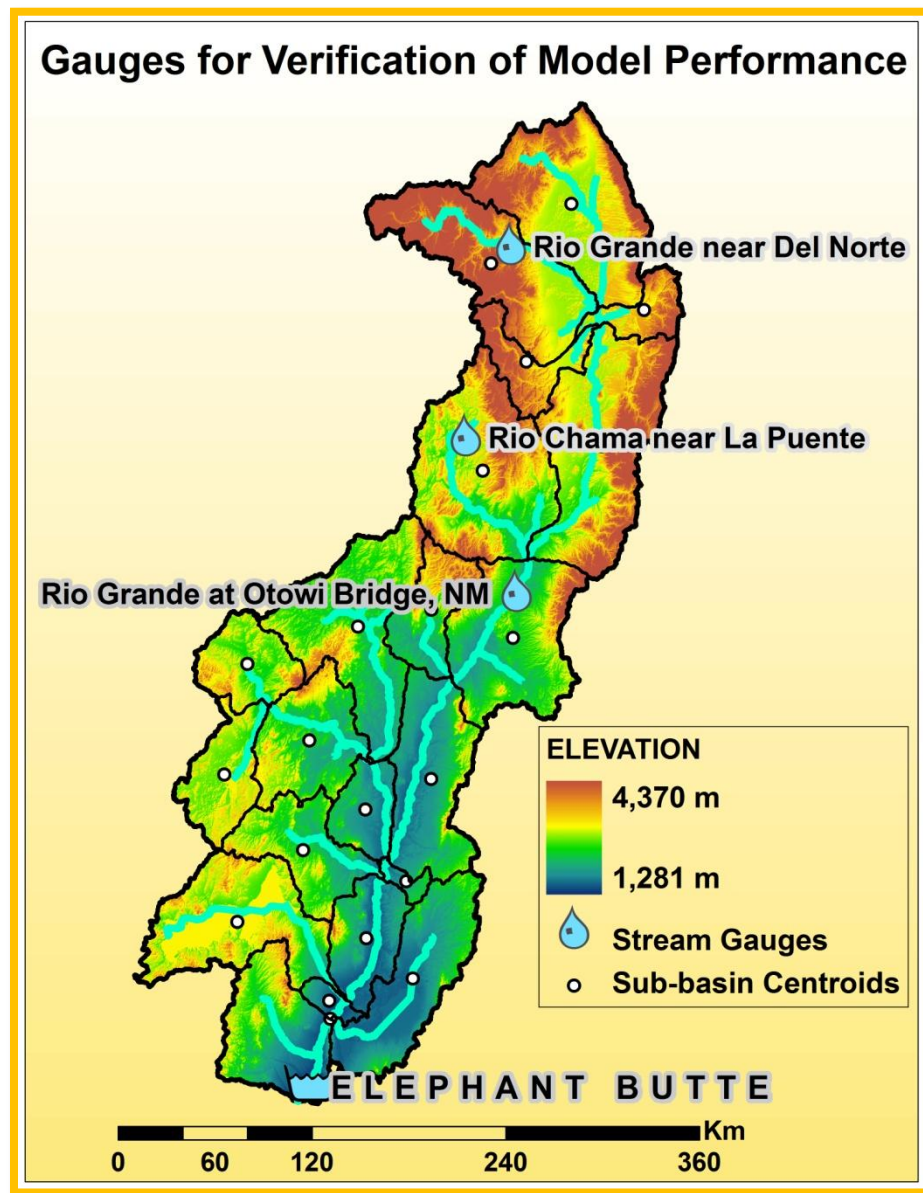 Gauges for Verification of Model Performance
Rio Grande near Del Norte
Rio Chama near La Puente
Rio Grande at Otowi Bridge, NM
ELEVATION
4,370 m
1,281 m
Stream Gauges
Sub-basin Centroids
ELEPHANT BUTTE
Km
0 60 120 240 360